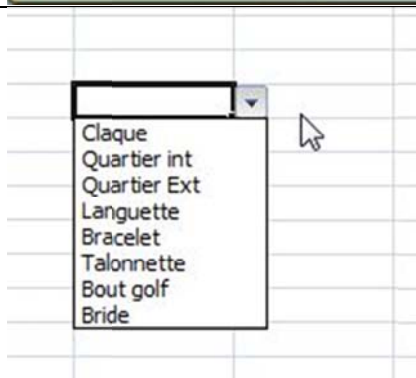 Claque
Quartier int
Quartier Ext
Languette
Bracelet
Talonnette
Bout golf
Bride